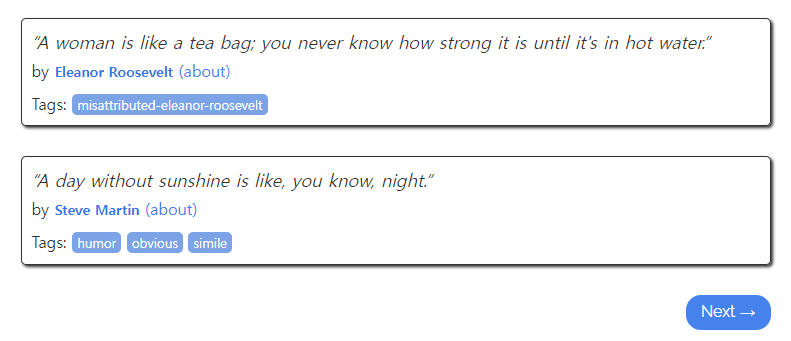 “A woman is like a tea bag; you never know how strong it is until it's in hot water.”
by Eleanor Roosevelt (about)
Tags: misattributed-eleanor-roosevelt
“A day without sunshine is like, you know, night.”
by Steve Martin (about)
Tags: humor obvious simile
Next →